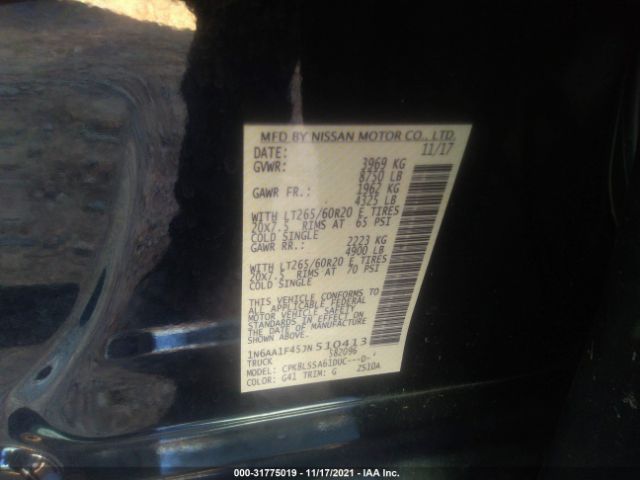 MFD BY NISSAN MOTOR CO., LTD.
DATE: 11/17
GVWR: 3969 KG
8750 LB
GAWR FR.: 1962 KG
4325 LB
WITH LT265/60R20 E TIRES
20X7.5 RIMS AT 65 PSI
COLD SINGLE
GAWR RR.: 2223 KG
4900 LB
WITH LT265/60R20 E TIRES
20X7.5 RIMS AT 70 PSI
COLD SINGLE
THIS VEHICLE CONFORMS TO
ALL APPLICABLE FEDERAL
MOTOR VEHICLE SAFETY
STANDARDS IN EFFECT ON
THE DATE OF MANUFACTURE
1N6AA1F45JN510413
TRUCK 582096
MODEL: CPKBL5SA61DUC---D-
COLOR: G41 TRIM: G ZS10A
000-31775019 - 11/17/2021 - IAA Inc.